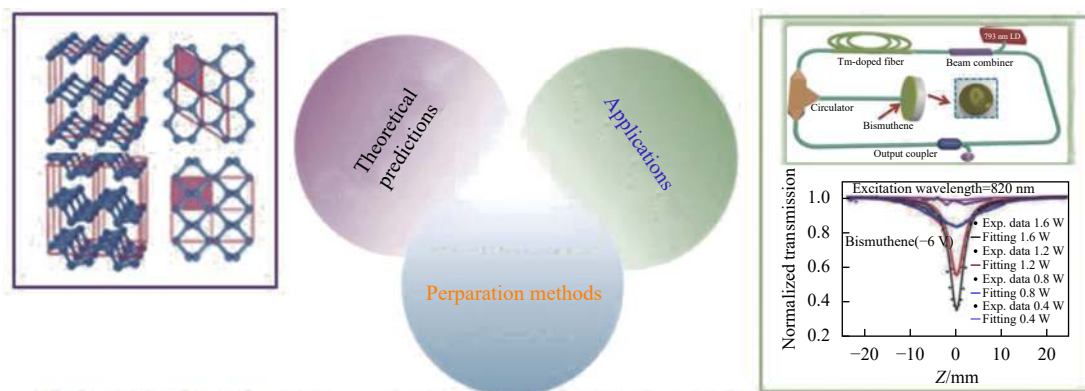 Theoretical
predictions
Applications
Perparation methods
793 nm LD
Tm-doped fiber
Beam combiner
Circulator
Bismuthene
Output coupler
Normalized transmission
1.0
0.8
0.6
0.4
0.2
Excitation wavelength=820 nm
Bismuthene(−6 V)
Exp. data 1.6 W
Fitting 1.6 W
Exp. data 1.2 W
Fitting 1.2 W
Exp. data 0.8 W
Fitting 0.8 W
Exp. data 0.4 W
Fitting 0.4 W
−20 −10 0 10 20
Z/mm